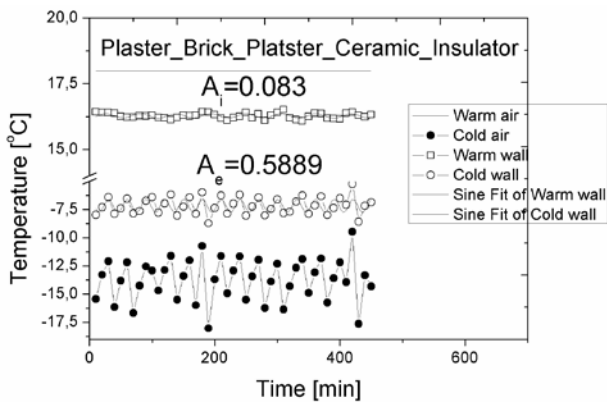 20,0
Plaster_Brick_Platster_Ceramic_Insulator
17,5
Ai=0.083
15,0
Ae=0.5889
-7,5
-10,0
-12,5
-15,0
-17,5
0
200
400
600
Temperature [°C]
Time [min]
Warm air
Cold air
Warm wall
Cold wall
Sine Fit of Warm wall
Sine Fit of Cold wall